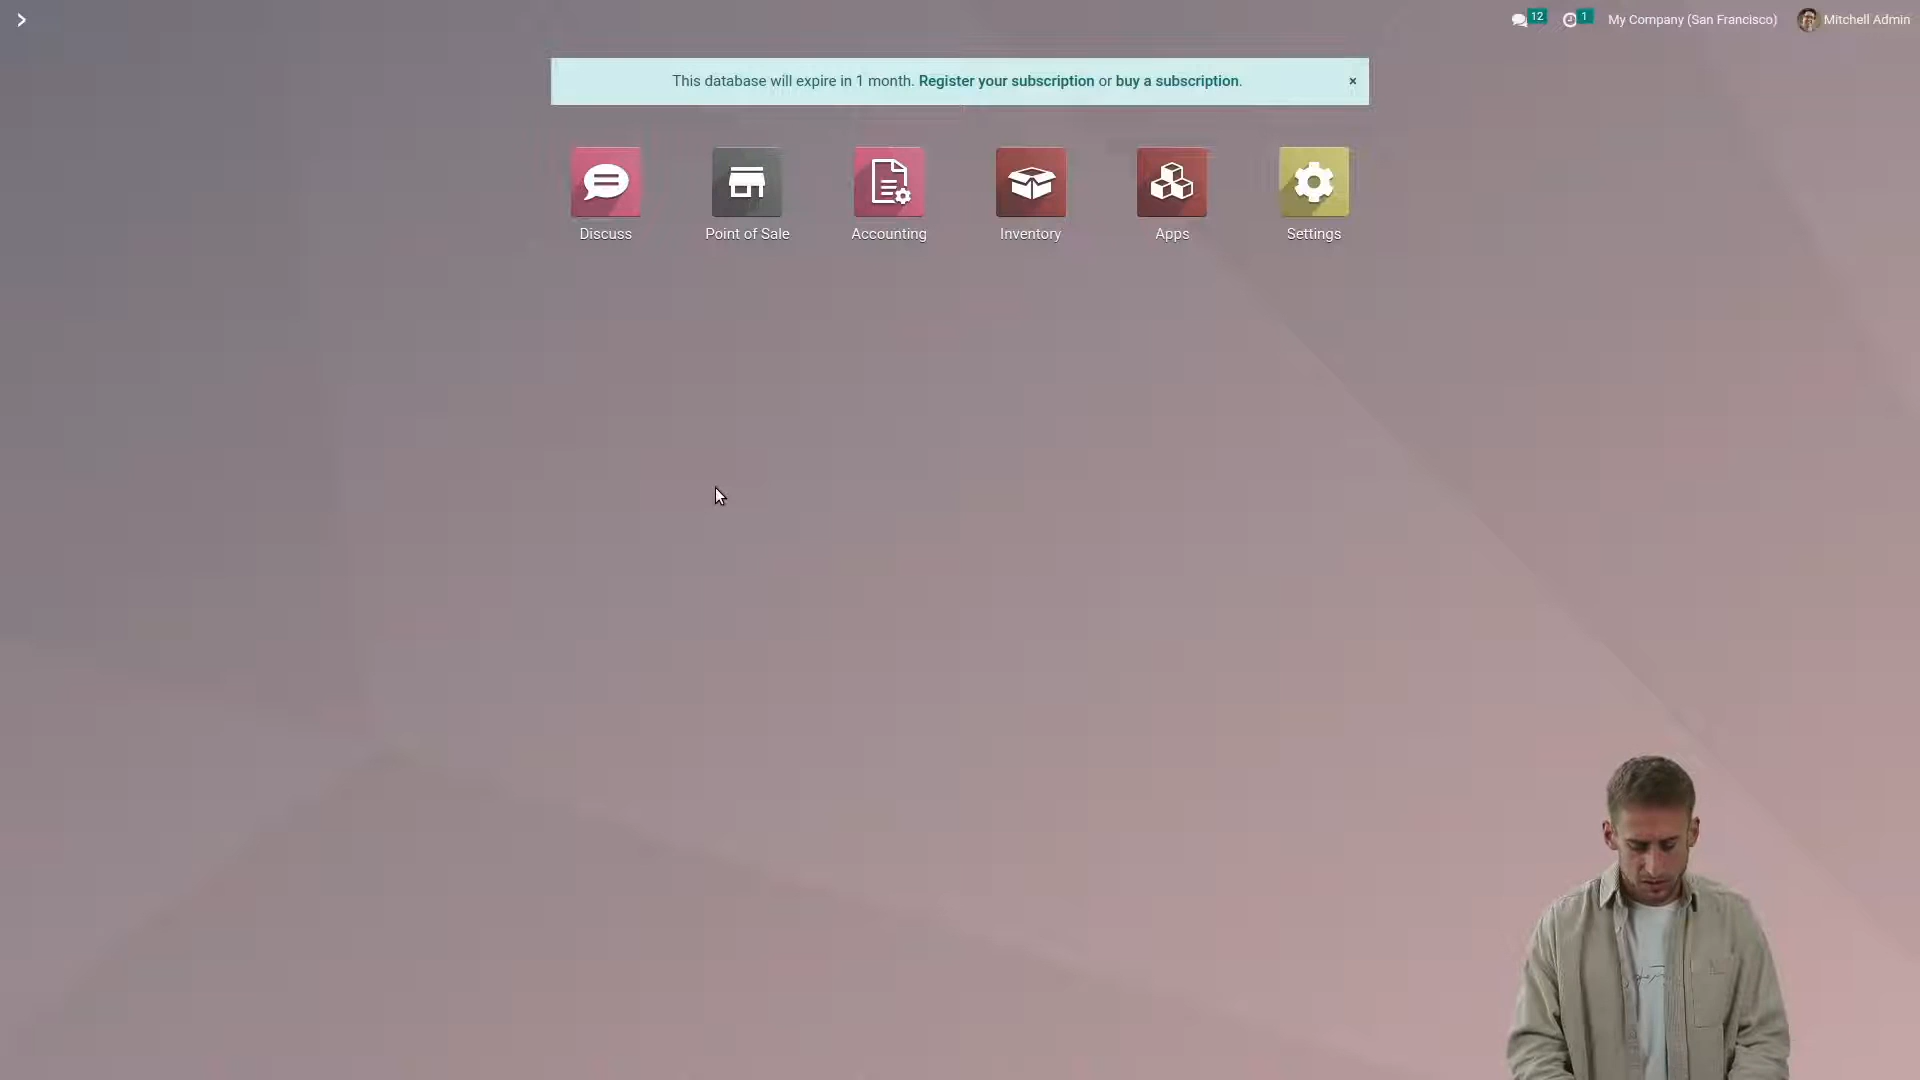 12
1
My Company (San Francisco)
Mitchell Admin
This database will expire in 1 month. Register your subscription or buy a subscription.
×
Discuss
Point of Sale
Accounting
Inventory
Apps
Settings